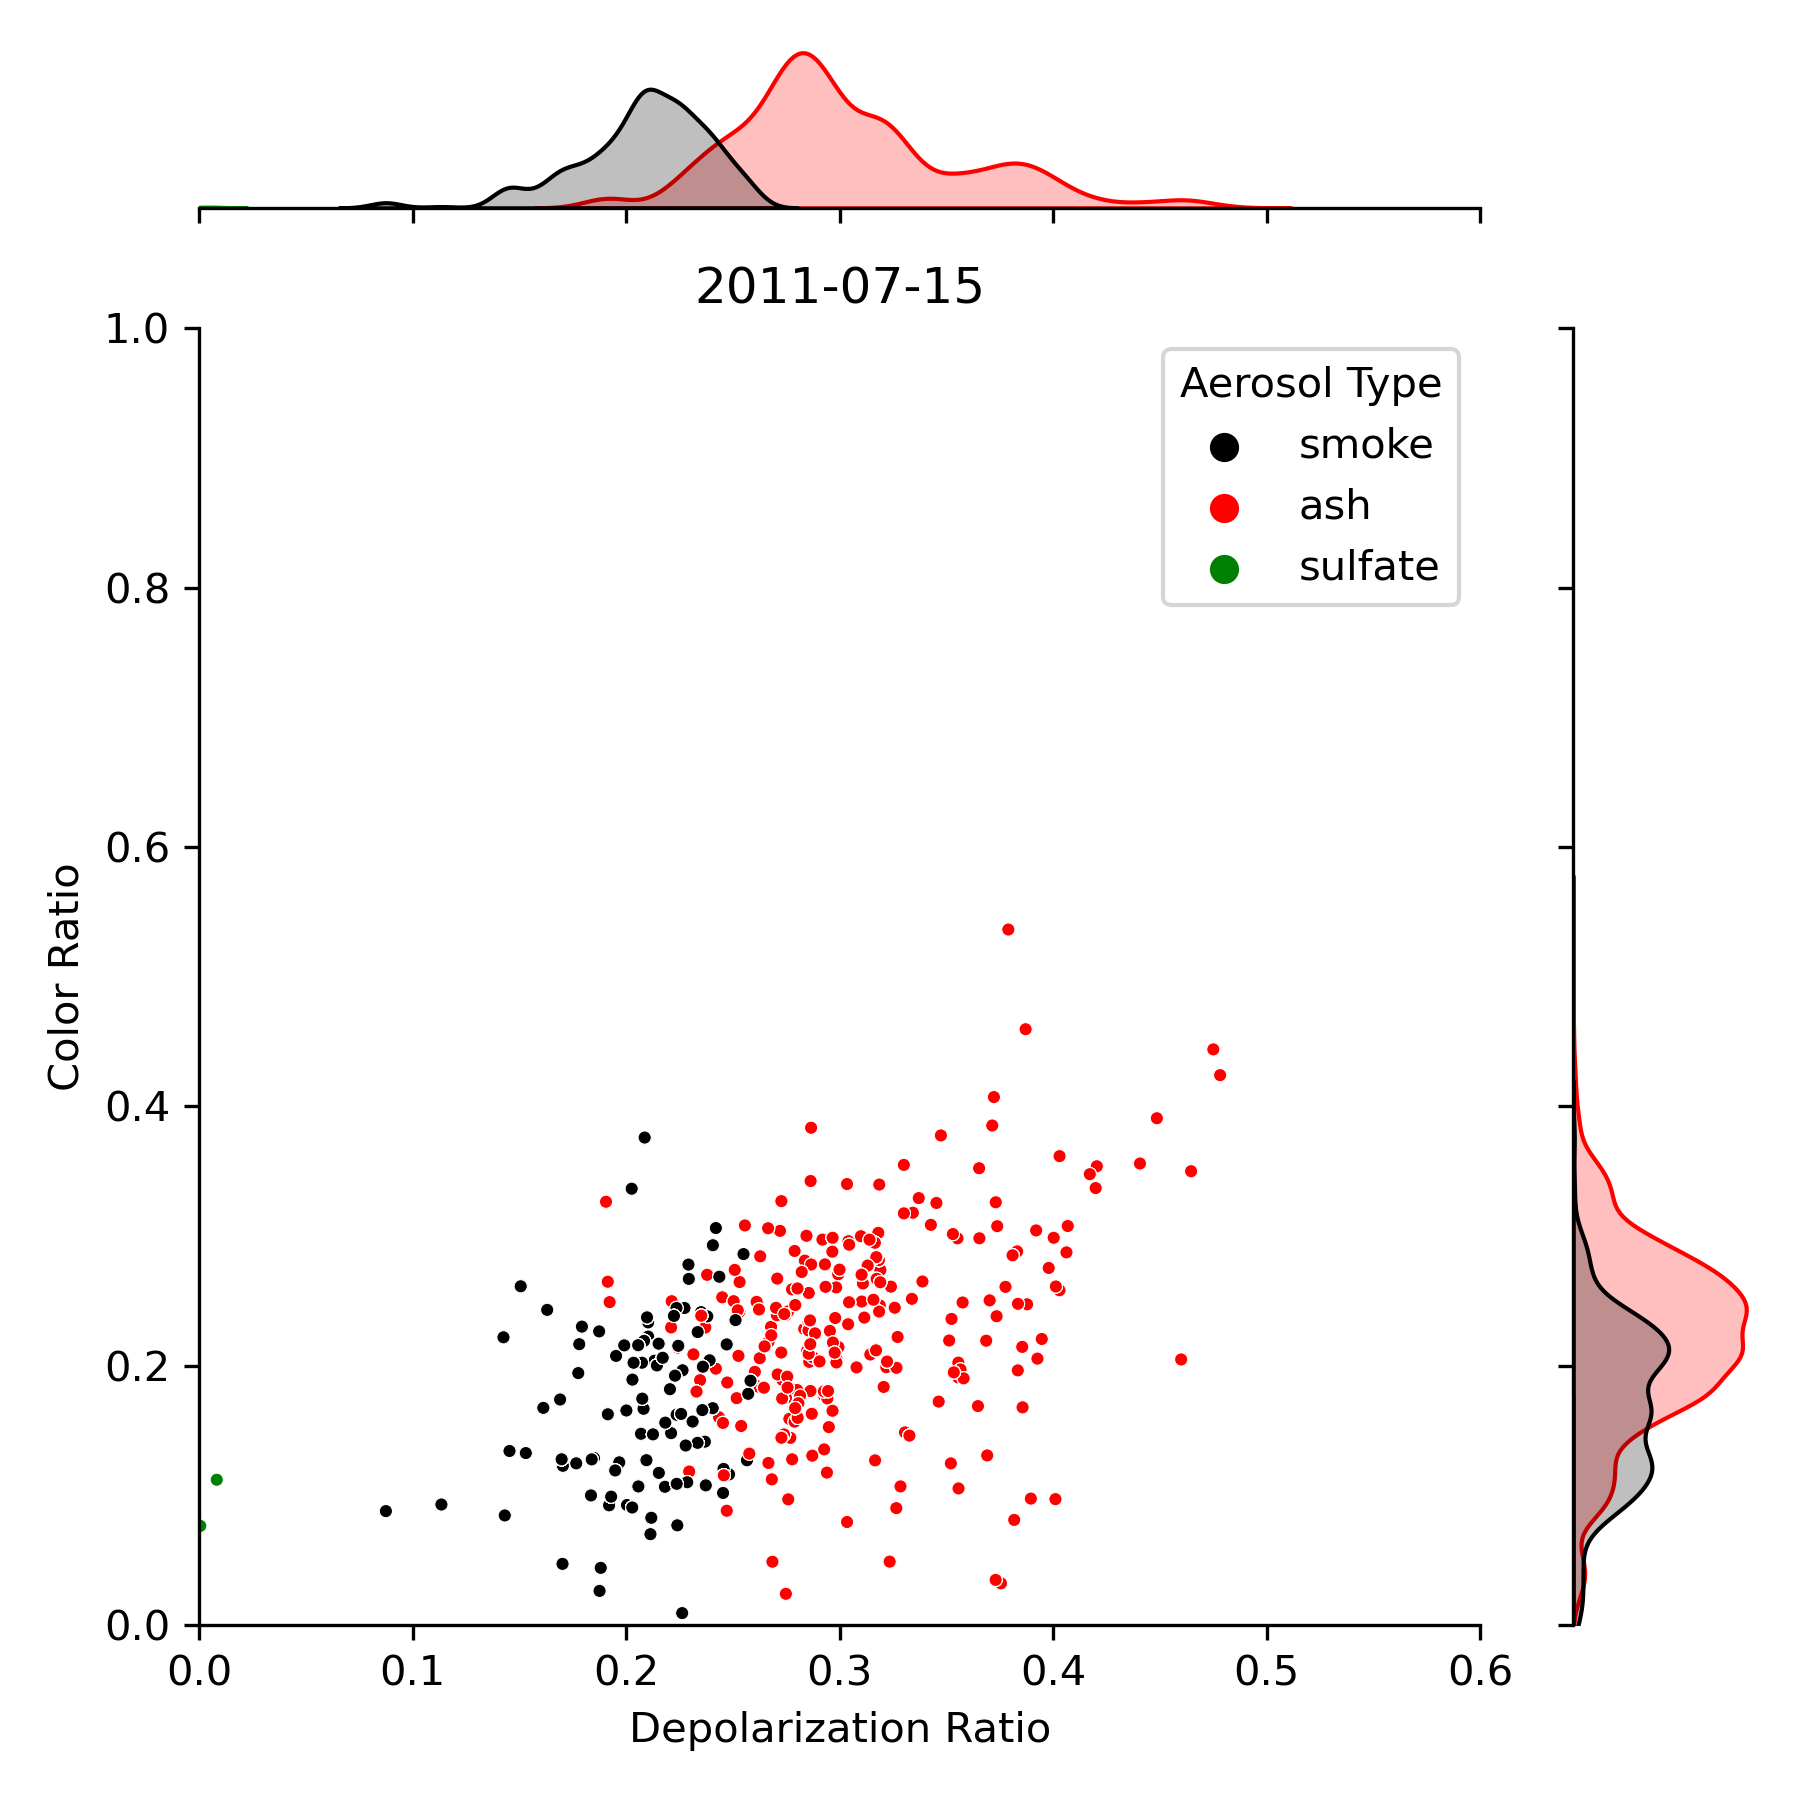 2011-07-15
Aerosol Type
smoke
ash
sulfate
1.0
0.8
0.6
0.4
0.2
0.0
Color Ratio
0.0 0.1 0.2 0.3 0.4 0.5 0.6
Depolarization Ratio